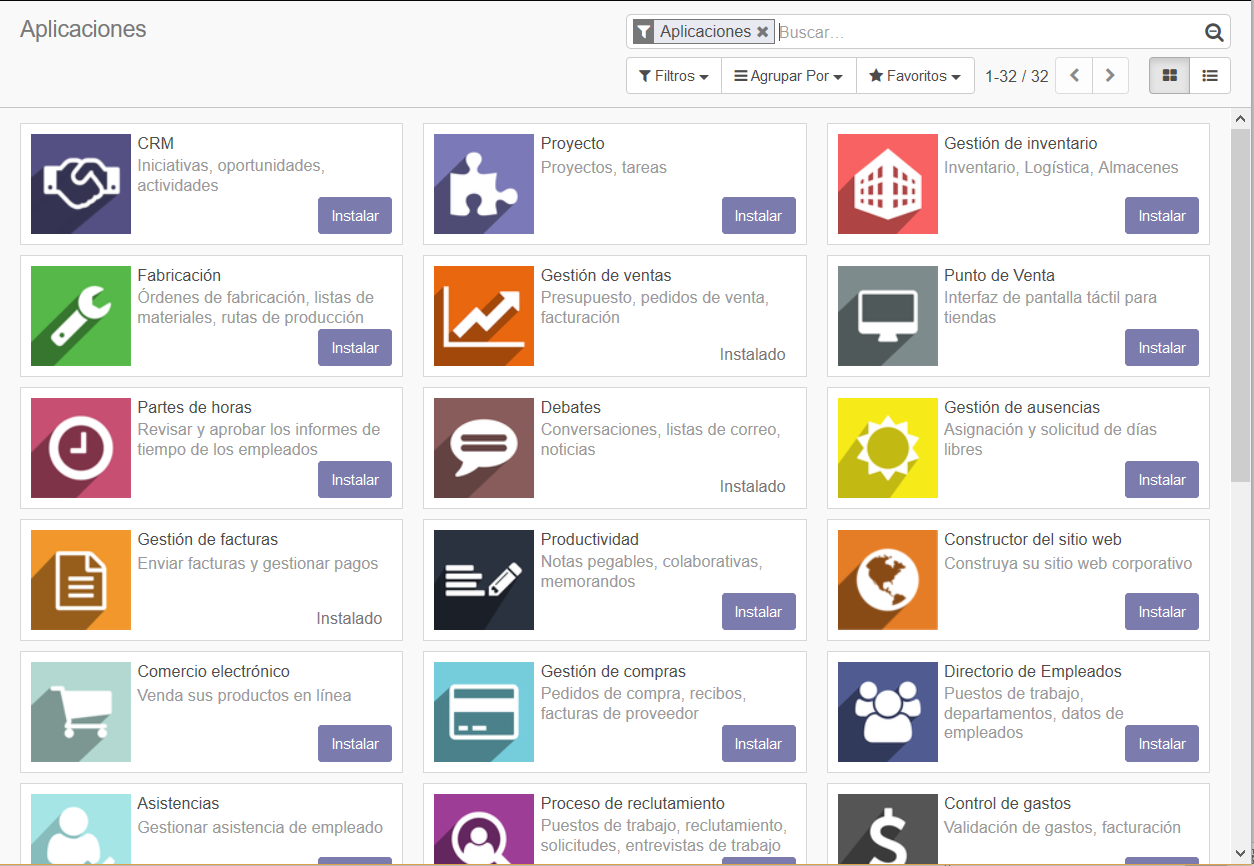 Aplicaciones
Aplicaciones Buscar...
Filtros Agrupar Por Favoritos 1-32 / 32
CRM
Iniciativas, oportunidades,
actividades
Instalar
Proyecto
Proyectos, tareas
Instalar
Gestión de inventario
Inventario, Logística, Almacenes
Instalar
Fabricación
Órdenes de fabricación, listas de
materiales, rutas de producción
Instalar
Gestión de ventas
Presupuesto, pedidos de venta,
facturación
Instalado
Punto de Venta
Interfaz de pantalla táctil para
tiendas
Instalar
Partes de horas
Revisar y aprobar los informes de
tiempo de los empleados
Instalar
Debates
Conversaciones, listas de correo,
noticias
Instalado
Gestión de ausencias
Asignación y solicitud de días
libres
Instalar
Gestión de facturas
Enviar facturas y gestionar pagos
Instalado
Productividad
Notas pegables, colaborativas,
memorandos
Instalar
Constructor del sitio web
Construya su sitio web corporativo
Instalar
Comercio electrónico
Venda sus productos en línea
Instalar
Gestión de compras
Pedidos de compra, recibos,
facturas de proveedor
Instalar
Directorio de Empleados
Puestos de trabajo,
departamentos, datos de
empleados
Instalar
Asistencias
Gestionar asistencia de empleado
Proceso de reclutamiento
Puestos de trabajo, reclutamiento,
solicitudes, entrevistas de trabajo
Control de gastos
Validación de gastos, facturación